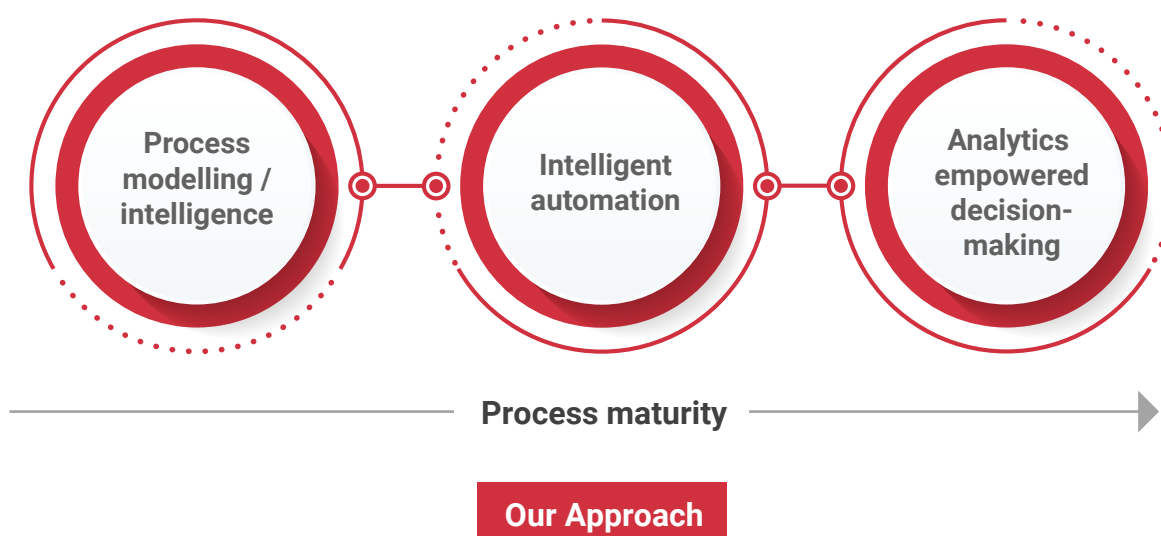 Process
modelling /
intelligence
Intelligent
automation
Analytics
empowered
decision-
making
Process maturity
Our Approach